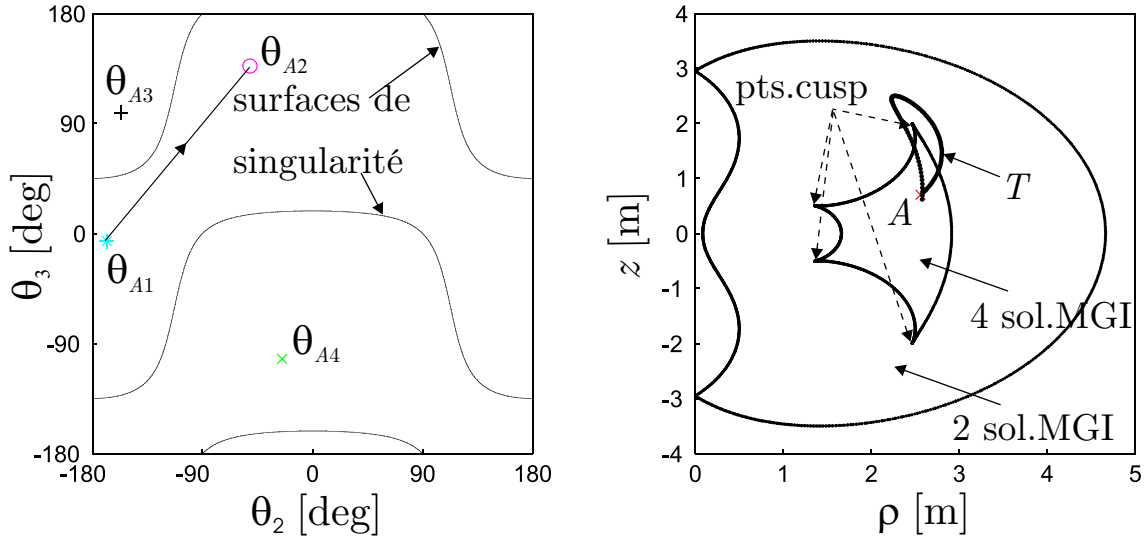 180
90
0
-90
-180
-180
-90
0
90
180
θ3 [deg]
θ2 [deg]
θA1
θA2
θA3
θA4
surfaces de
singularité
4
3
2
1
0
-1
-2
-3
-4
0
1
2
3
4
5
z [m]
ρ [m]
pts.cusp
A
T
4 sol.MGI
2 sol.MGI